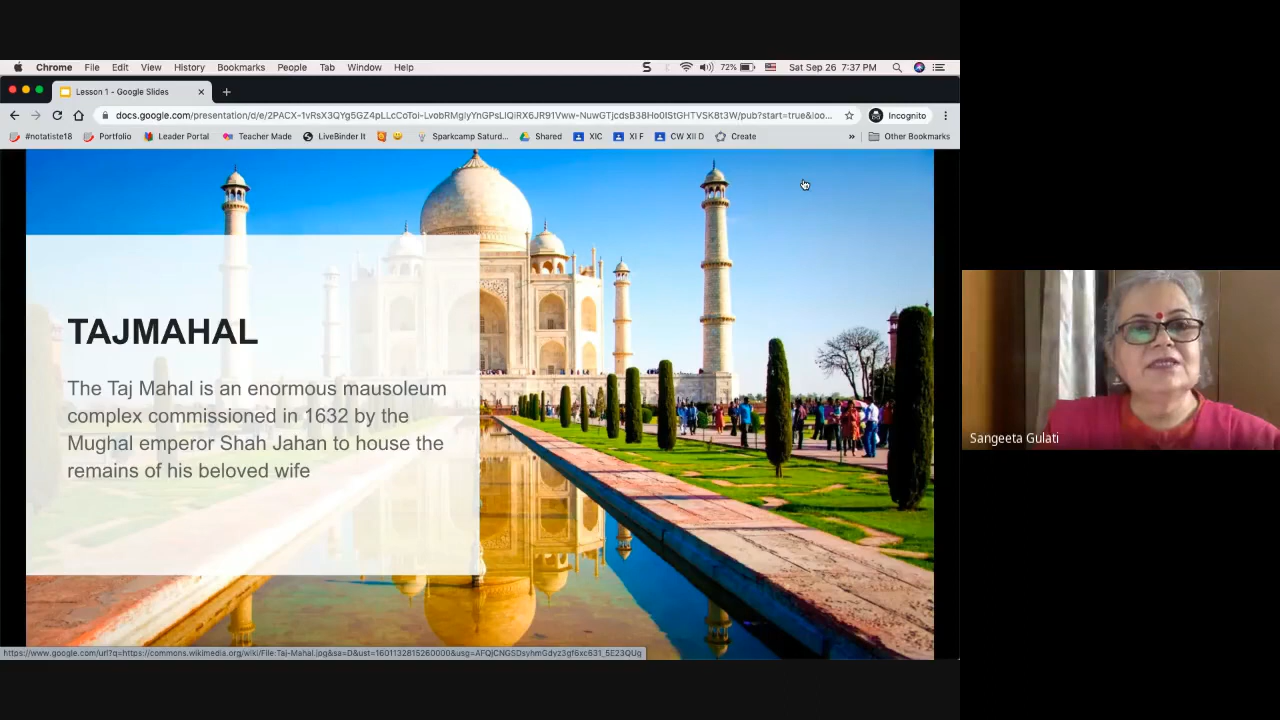 Chrome File Edit View History Bookmarks People Tab Window Help 72% Sat Sep 26 7:37 PM
Lesson 1 - Google Slides
Incognito
#notatiste18 Portfolio Leader Portal Teacher Made LiveBinder It Sparkcamp Saturd... Shared XIC XI F CW XII D Create » Other Bookmarks
TAJMAHAL
The Taj Mahal is an enormous mausoleum
complex commissioned in 1632 by the
Mughal emperor Shah Jahan to house the
remains of his beloved wife
Sangeeta Gulati